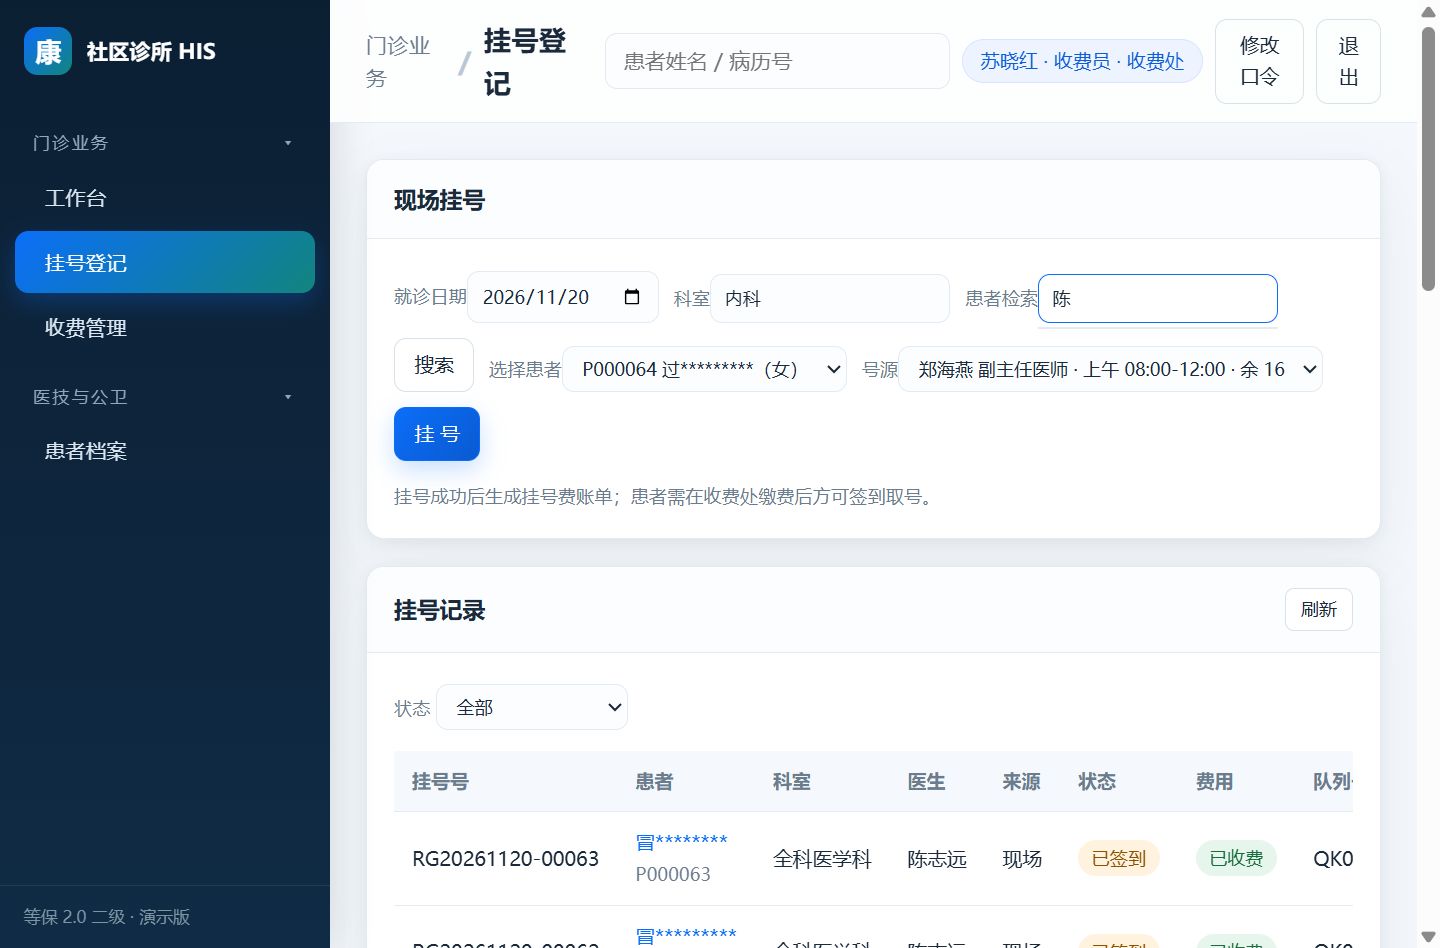 康 社区诊所 HIS
门诊业务
工作台
挂号登记
收费管理
医技与公卫
患者档案
等保 2.0 二级 · 演示版
门诊业务 / 挂号登记
患者姓名 / 病历号
苏晓红 · 收费员 · 收费处
修改口令
退出
现场挂号
就诊日期 2026/11/20 科室 内科 患者检索 陈
搜索 选择患者 P000064 过********* （女） 号源 郑海燕 副主任医师 · 上午 08:00-12:00 · 余 16
挂 号
挂号成功后生成挂号费账单；患者需在收费处缴费后方可签到取号。
挂号记录
刷新
状态 全部
挂号号 患者 科室 医生 来源 状态 费用 队列
RG20261120-00063 冒******** P000063 全科医学科 陈志远 现场 已签到 已收费 QK0
冒*********